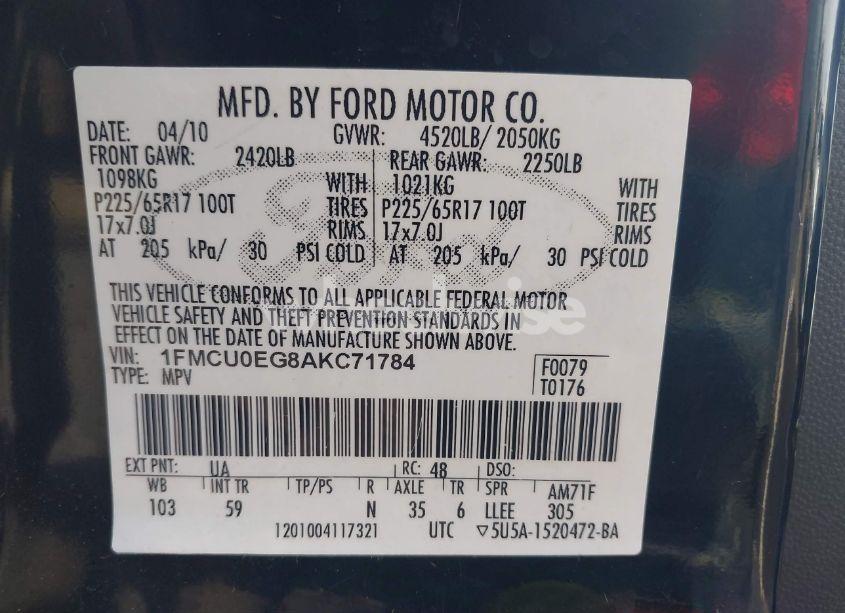 MFD. BY FORD MOTOR CO.
DATE: 04/10 GVWR: 4520LB/ 2050KG
FRONT GAWR: 2420LB REAR GAWR: 2250LB
1098KG WITH 1021KG WITH
P225/65R17 100T TIRES P225/65R17 100T TIRES
17x7.0J RIMS 17x7.0J RIMS
AT 205 kPa/ 30 PSI COLD AT 205 kPa/ 30 PSI COLD
Ford
THIS VEHICLE CONFORMS TO ALL APPLICABLE FEDERAL MOTOR
VEHICLE SAFETY AND THEFT PREVENTION STANDARDS IN
EFFECT ON THE DATE OF MANUFACTURE SHOWN ABOVE.
VIN: 1FMCU0EG8AKC71784
TYPE: MPV
F0079
T0176
EXT PNT: UA RC: 48 DSO:
WB INT TR TP/PS R AXLE TR SPR AM71F
103 59 N 35 6 LLEE 305
1201004117321 UTC ▽5U5A-1520472-BA